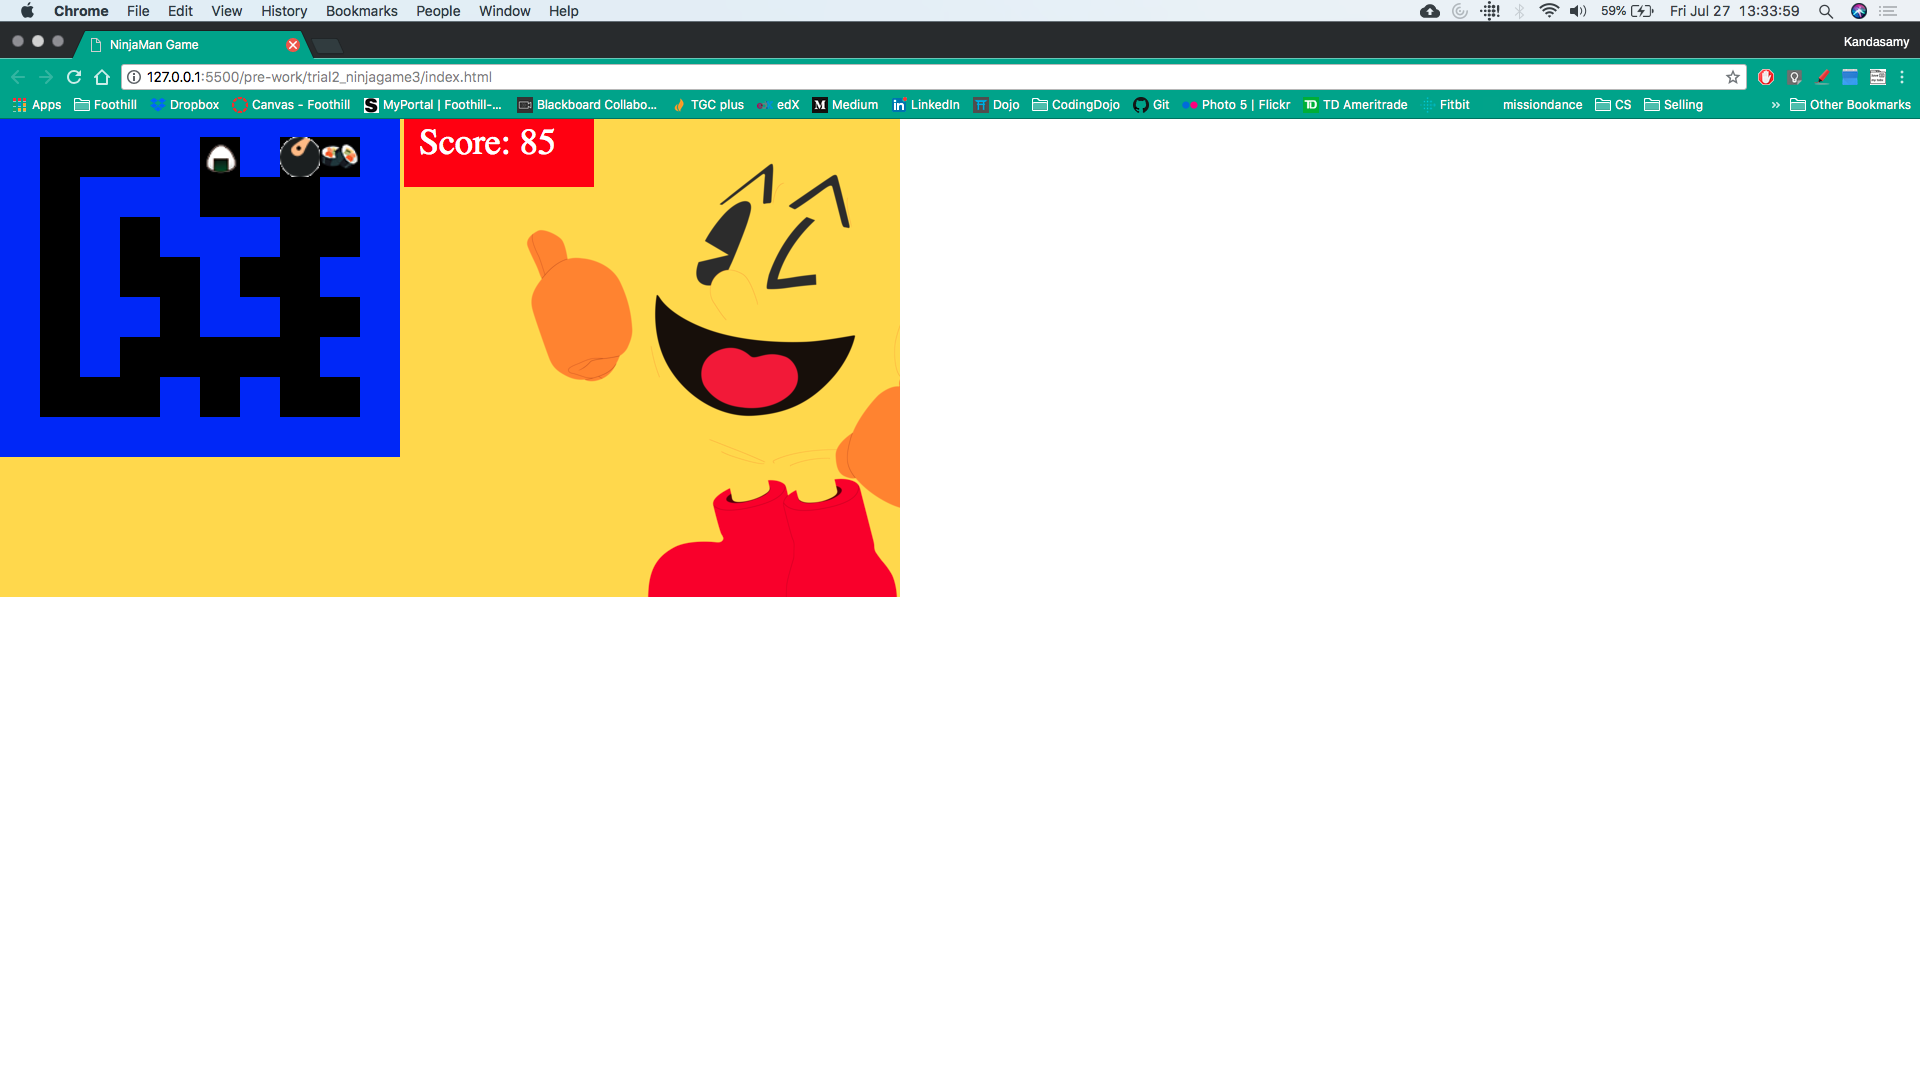 Chrome File Edit View History Bookmarks People Window Help 59% Fri Jul 27 13:33:59
NinjaMan Game Kandasamy
127.0.0.1:5500/pre-work/trial2_ninjagame3/index.html
Apps Foothill Dropbox Canvas - Foothill MyPortal | Foothill-... Blackboard Collabo... TGC plus edX Medium LinkedIn Dojo CodingDojo Git Photo 5 | Flickr TD Ameritrade Fitbit missiondance CS Selling » Other Bookmarks
Score: 85